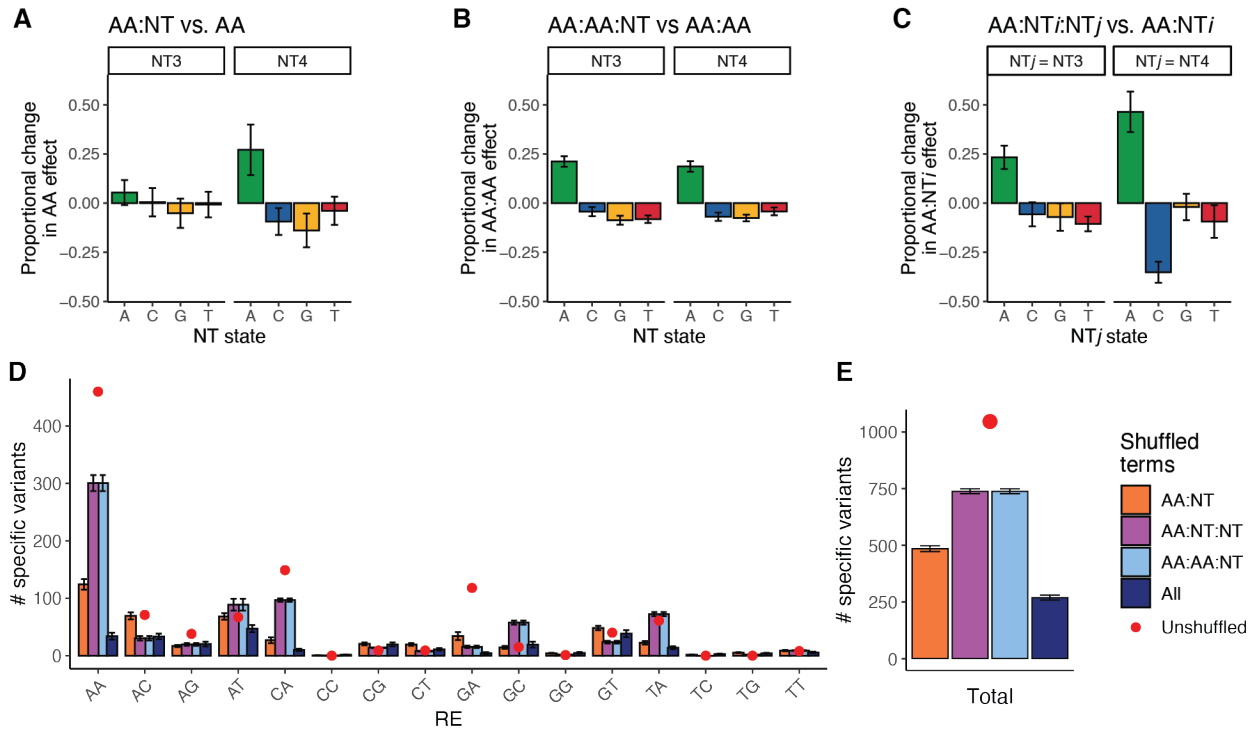 A
AA:NT vs. AA
NT3
NT4
Proportional change
in AA effect
0.50
0.25
0.00
−0.25
−0.50
A C G T A C G T
NT state
B
AA:AA:NT vs AA:AA
NT3
NT4
Proportional change
in AA:AA effect
0.50
0.25
0.00
−0.25
−0.50
A C G T A C G T
NT state
C
AA:NTi:NTj vs. AA:NTi
NTj = NT3
NTj = NT4
Proportional change
in AA:NTi effect
0.50
0.25
0.00
−0.25
−0.50
A C G T A C G T
NTj state
D
# specific variants
400
300
200
100
0
AA AC AG AT CA CC CG CT GA GC GG GT TA TC TG TT
RE
E
# specific variants
1000
750
500
250
0
Total
Shuffled
terms
AA:NT
AA:NT:NT
AA:AA:NT
All
Unshuffled